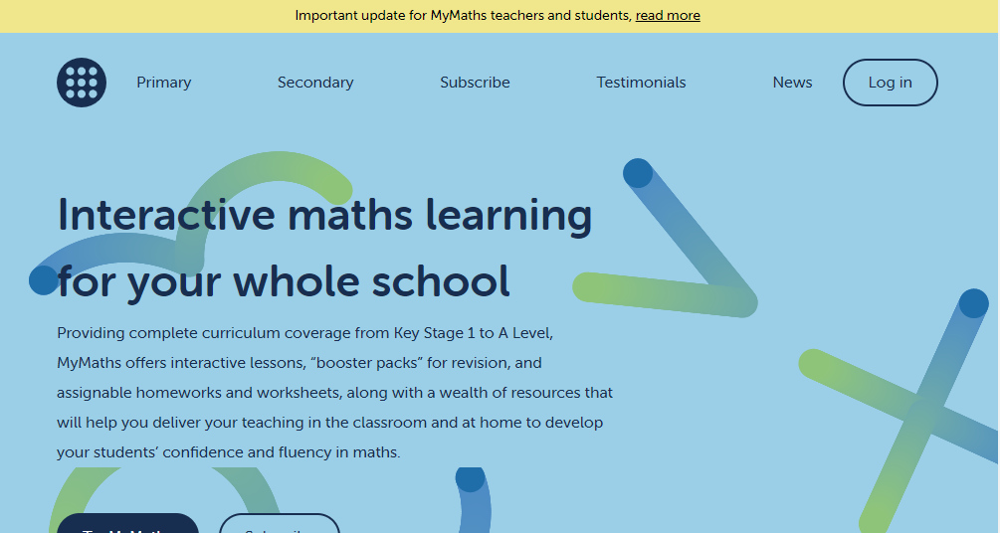 Important update for MyMaths teachers and students, read more
Primary
Secondary
Subscribe
Testimonials
News
Log in
Interactive maths learning
for your whole school
Providing complete curriculum coverage from Key Stage 1 to A Level,
MyMaths offers interactive lessons, “booster packs” for revision, and
assignable homeworks and worksheets, along with a wealth of resources that
will help you deliver your teaching in the classroom and at home to develop
your students’ confidence and fluency in maths.